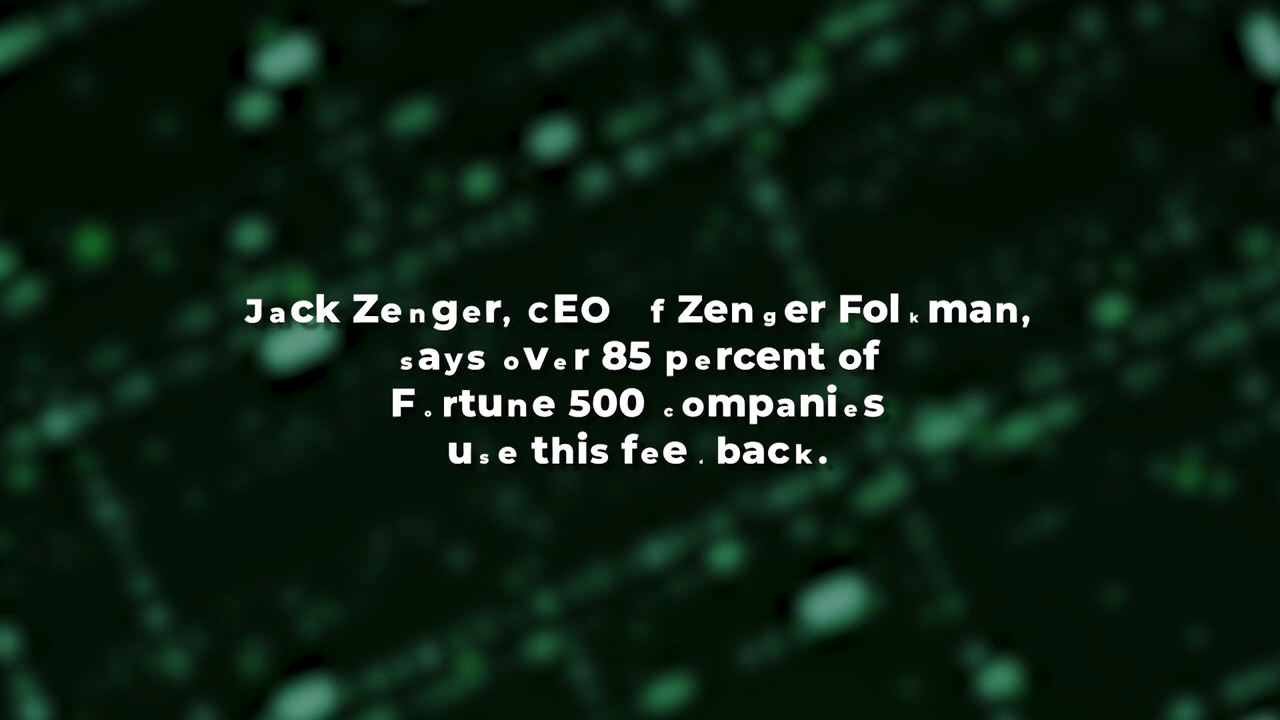 Jack Zenger, CEO f Zenger Folkman,
says over 85 percent of
Fortune 500 companies
use this fee back.